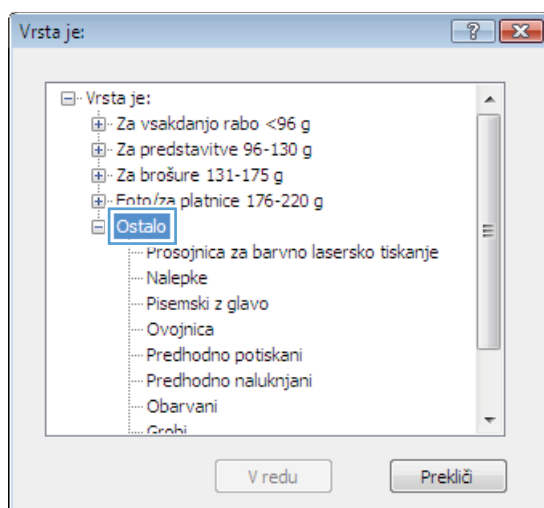 Vrsta je:
Vrsta je:
Za vsakdanjo rabo <96 g
Za predstavitve 96-130 g
Za brošure 131-175 g
Foto/za platnice 176-220 g
Ostalo
Prosojnica za barvno lasersko tiskanje
Nalepke
Pisemski z glavo
Ovojnica
Predhodno potiskani
Predhodno naluknjani
Obarvani
Grobi
V redu Prekliči